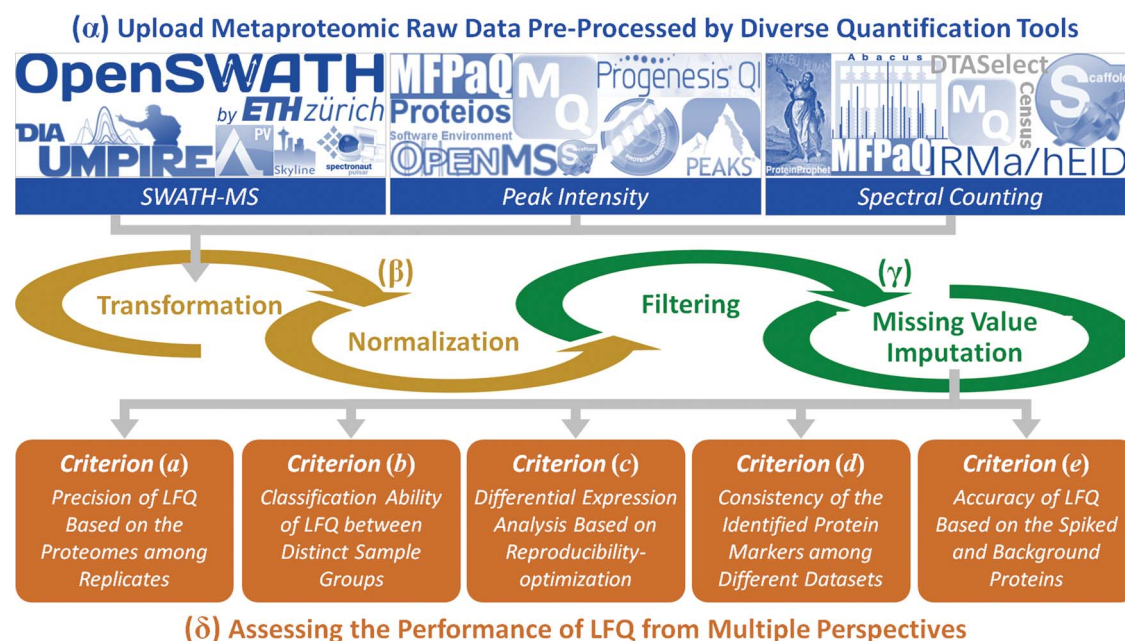 (α) Upload Metaproteomic Raw Data Pre-Processed by Diverse Quantification Tools
OpenSWATH
by ETH zürich
DIA
UMPIRE
PV
Skyline
spectronaut
pulsar
SWATH-MS
MFPaQ
MQ
Progenesis QI
Proteios
Software Environment
OPENMS
S
PEAKS
Peak Intensity
SWALBU_HUMAN
ProteinProphet
Abacus
MFPaQ
DTASelect
MQ
Census
Scaffold
IRMa/hEID
Spectral Counting
Transformation
(β)
Normalization
Filtering
(γ)
Missing Value
Imputation
Criterion (a)
Precision of LFQ
Based on the
Proteomes among
Replicates
Criterion (b)
Classification Ability
of LFQ between
Distinct Sample
Groups
Criterion (c)
Differential Expression
Analysis Based on
Reproducibility-
optimization
Criterion (d)
Consistency of the
Identified Protein
Markers among
Different Datasets
Criterion (e)
Accuracy of LFQ
Based on the Spiked
and Background
Proteins
(δ) Assessing the Performance of LFQ from Multiple Perspectives